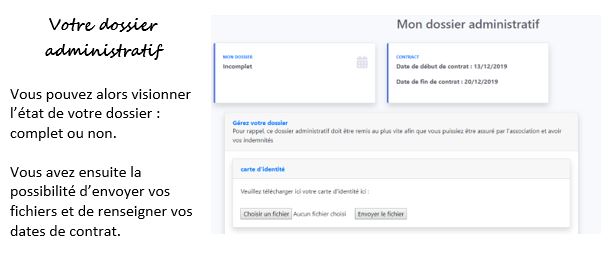 Votre dossier
administratif
Vous pouvez alors visionner
l'état de votre dossier :
complet ou non.
Vous avez ensuite la
possibilité d'envoyer vos
fichiers et de renseigner vos
dates de contrat.
Mon dossier administratif
MON DOSSIER
Incomplet
CONTRACT
Date de début de contrat : 13/12/2019
Date de fin de contrat : 20/12/2019
Gérez votre dossier
Pour rappel, ce dossier administratif doit être remis au plus vite afin que vous puissiez être assuré par l'association et avoir
vos indemnités
carte d'identité
Veuillez télécharger ici votre carte d'identité ici :
Choisir un fichier Aucun fichier choisi Envoyer le fichier